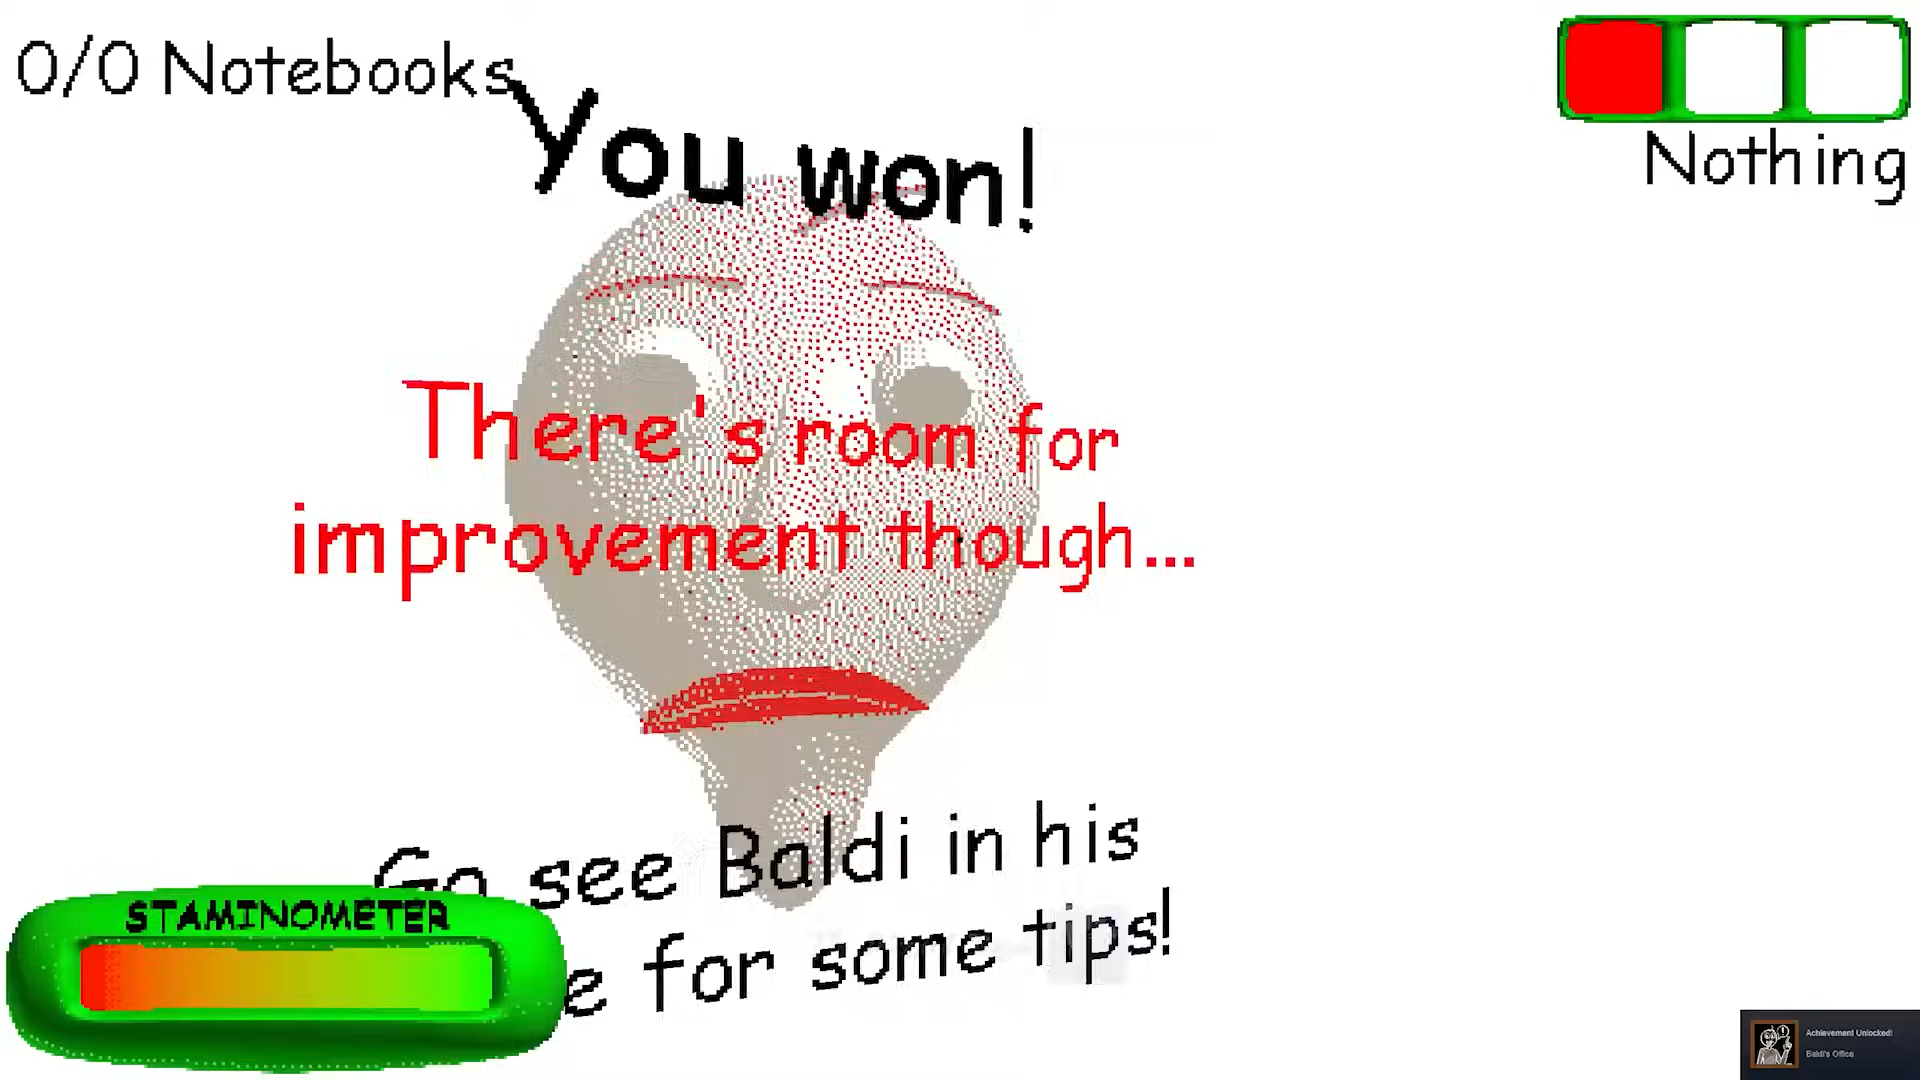 0/0 Notebooks
Nothing
You won!
There's room for
improvement though...
Go see Baldi in his
e for some tips!
STAMINOMETER
Achievement Unlocked!
Baldi's Office